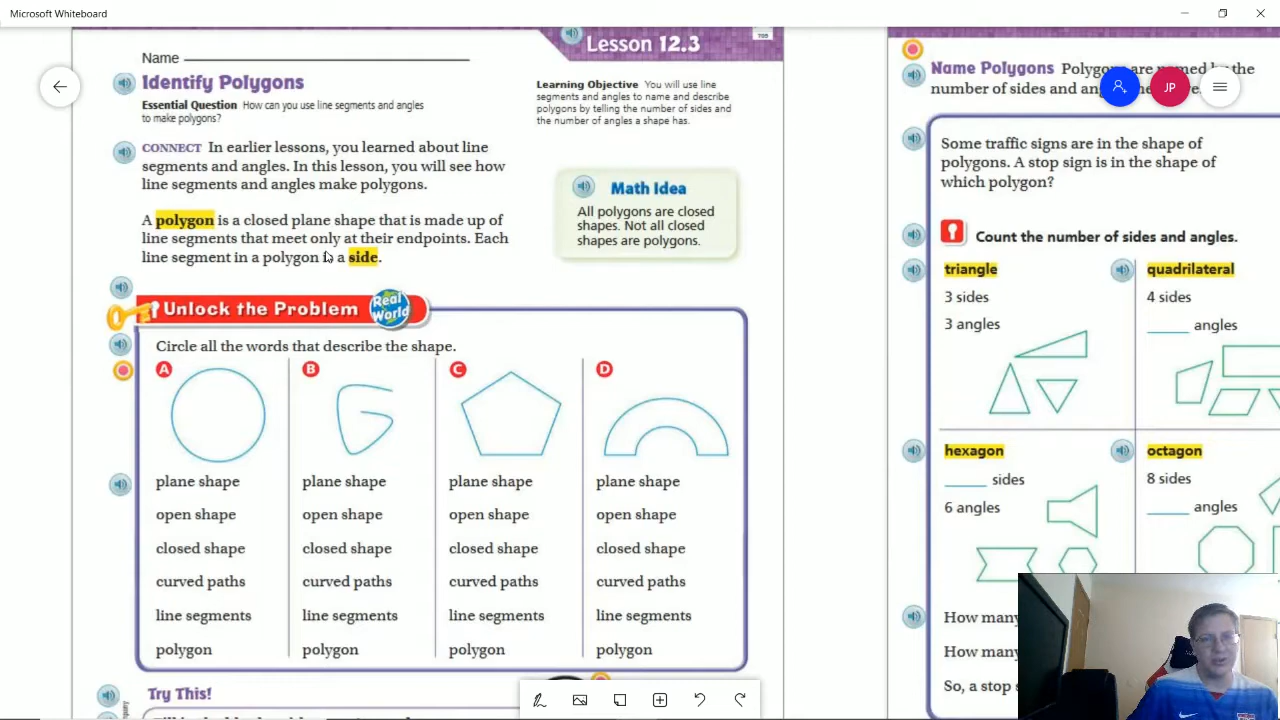 Microsoft Whiteboard
Lesson 12.3
Name
Identify Polygons
Essential Question How can you use line segments and angles
to make polygons?
Learning Objective You will use line
segments and angles to name and describe
polygons by telling the number of sides and
the number of angles a shape has.
CONNECT In earlier lessons, you learned about line
segments and angles. In this lesson, you will see how
line segments and angles make polygons.
Math Idea
All polygons are closed
shapes. Not all closed
shapes are polygons.
A polygon is a closed plane shape that is made up of
line segments that meet only at their endpoints. Each
line segment in a polygon is a side.
Unlock the Problem
Real
World
Circle all the words that describe the shape.
A
plane shape
open shape
closed shape
curved paths
line segments
polygon
B
plane shape
open shape
closed shape
curved paths
line segments
polygon
C
plane shape
open shape
closed shape
curved paths
line segments
polygon
D
plane shape
open shape
closed shape
curved paths
line segments
polygon
Try This!
JP
Name Polygons Polygons are named by the
number of sides and
Some traffic signs are in the shape of
polygons. A stop sign is in the shape of
which polygon?
Count the number of sides and angles.
triangle
3 sides
3 angles
quadrilateral
4 sides
____ angles
hexagon
____ sides
6 angles
octagon
8 sides
____ angles
How many
How many
So, a stop